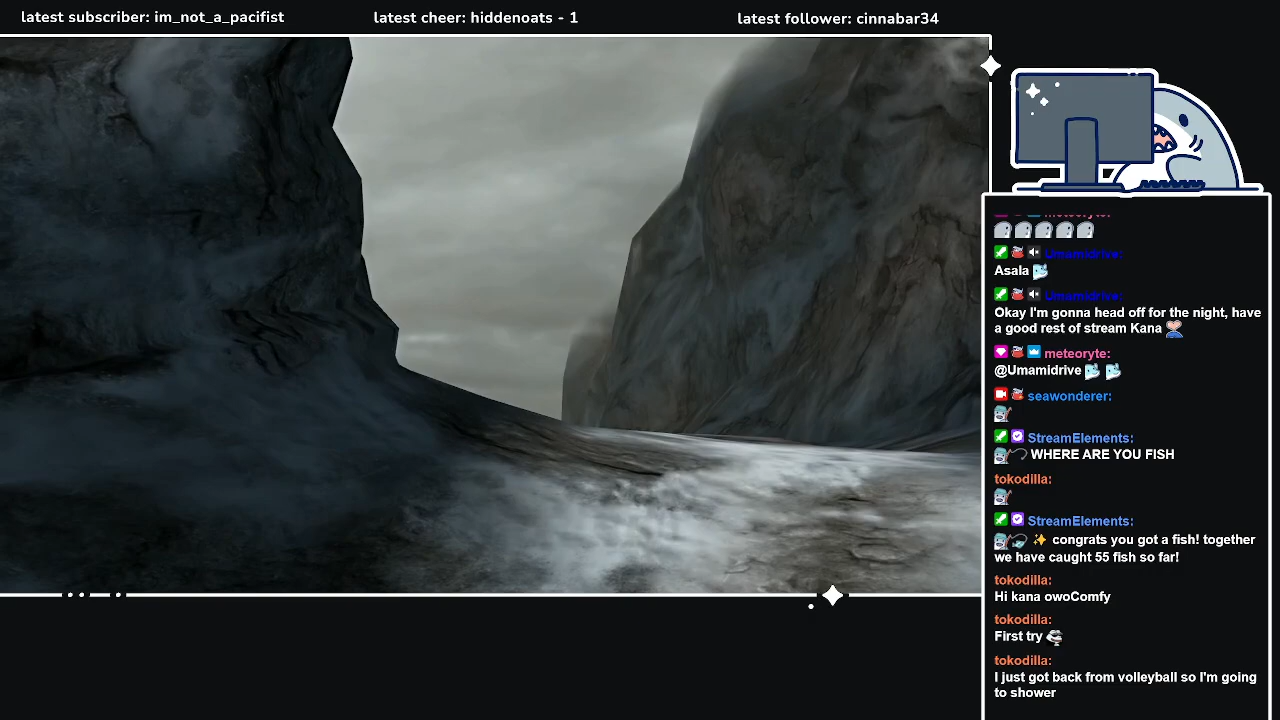 latest subscriber: im_not_a_pacifist
latest cheer: hiddenoats - 1
latest follower: cinnabar34
meteoryte:
Umamidrive:
Asala
Umamidrive:
Okay I'm gonna head off for the night, have
a good rest of stream Kana
meteoryte:
@Umamidrive
seawonderer:
StreamElements:
WHERE ARE YOU FISH
tokodilla:
StreamElements:
congrats you got a fish! together
we have caught 55 fish so far!
tokodilla:
Hi kana owoComfy
tokodilla:
First try
tokodilla:
I just got back from volleyball so I'm going
to shower